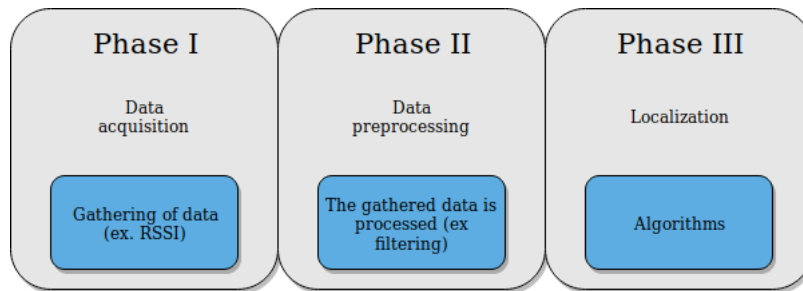 Phase I
Data
acquisition
Gathering of data
(ex. RSSI)
Phase II
Data
preprocessing
The gathered data is
processed (ex
filtering)
Phase III
Localization
Algorithms